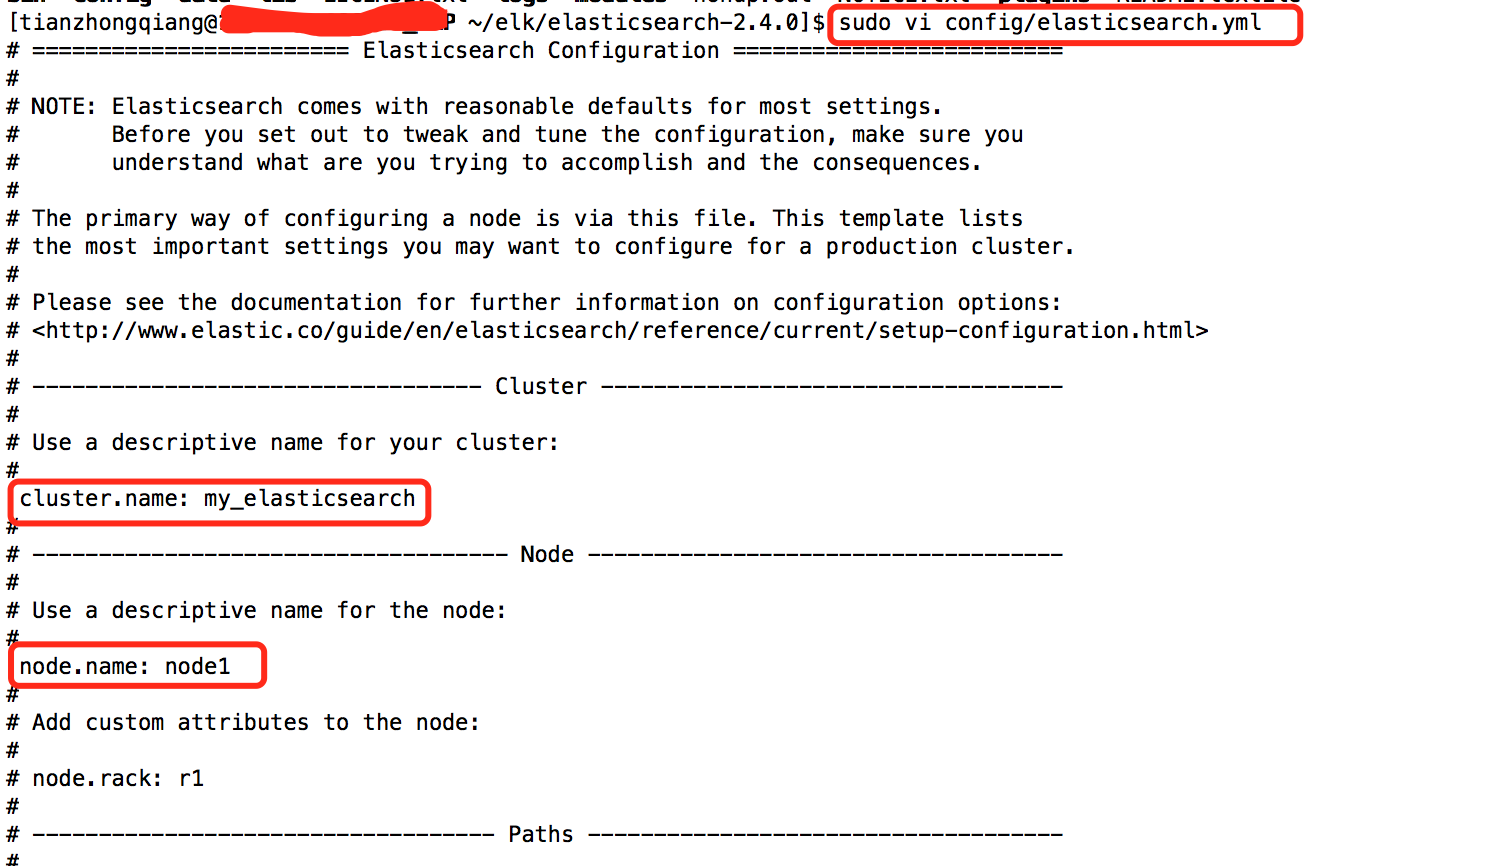 [tianzhongqiang@ P ~/elk/elasticsearch-2.4.0]$ sudo vi config/elasticsearch.yml
# ======================== Elasticsearch Configuration =========================
#
# NOTE: Elasticsearch comes with reasonable defaults for most settings.
#       Before you set out to tweak and tune the configuration, make sure you
#       understand what are you trying to accomplish and the consequences.
#
# The primary way of configuring a node is via this file. This template lists
# the most important settings you may want to configure for a production cluster.
#
# Please see the documentation for further information on configuration options:
# <http://www.elastic.co/guide/en/elasticsearch/reference/current/setup-configuration.html>
#
# ---------------------------------- Cluster -----------------------------------
#
# Use a descriptive name for your cluster:
#
cluster.name: my_elasticsearch
#
# ------------------------------------ Node ------------------------------------
#
# Use a descriptive name for the node:
#
node.name: node1
#
# Add custom attributes to the node:
#
# node.rack: r1
#
# ----------------------------------- Paths ------------------------------------
#